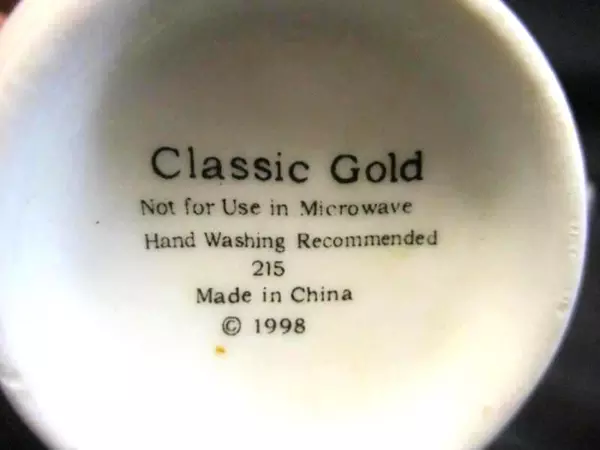 Classic Gold
Not for Use in Microwave
Hand Washing Recommended
215
Made in China
© 1998